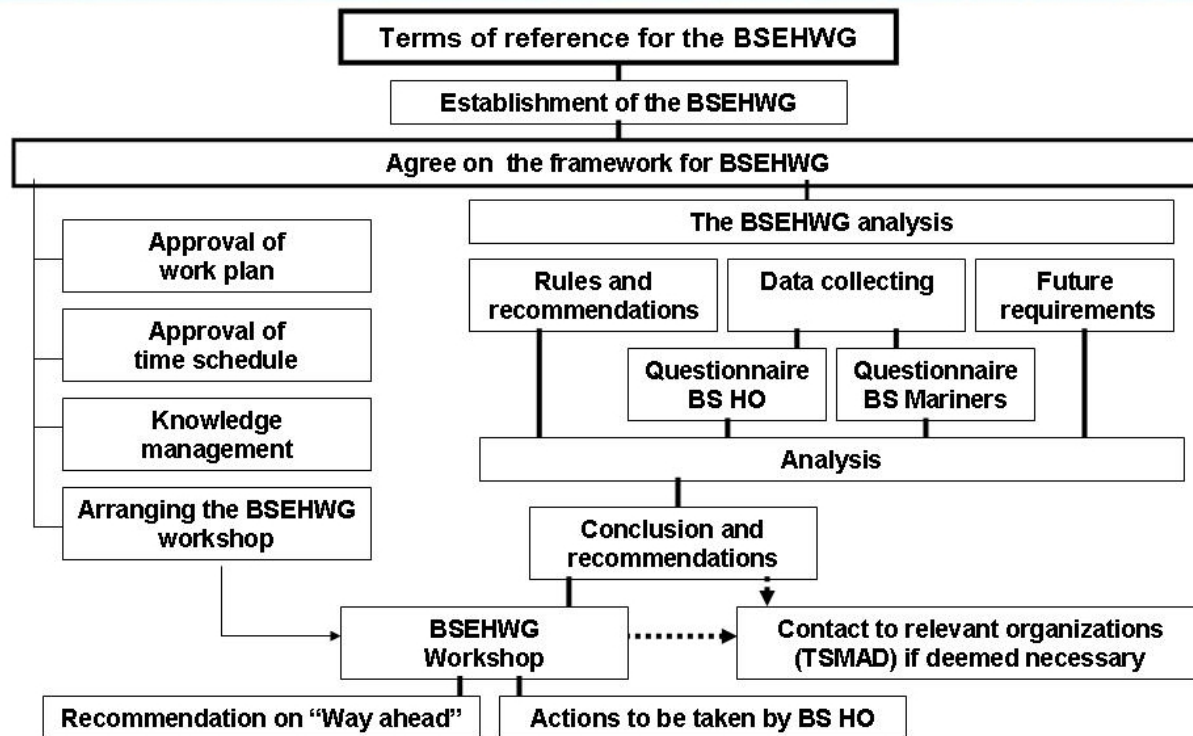 Terms of reference for the BSEHWG
Establishment of the BSEHWG
Agree on the framework for BSEHWG
Approval of
work plan
Approval of
time schedule
Knowledge
management
Arranging the BSEHWG
workshop
The BSEHWG analysis
Rules and
recommendations
Data collecting
Future
requirements
Questionnaire
BS HO
Questionnaire
BS Mariners
Analysis
Conclusion and
recommendations
BSEHWG
Workshop
Contact to relevant organizations
(TSMAD) if deemed necessary
Recommendation on “Way ahead”
Actions to be taken by BS HO